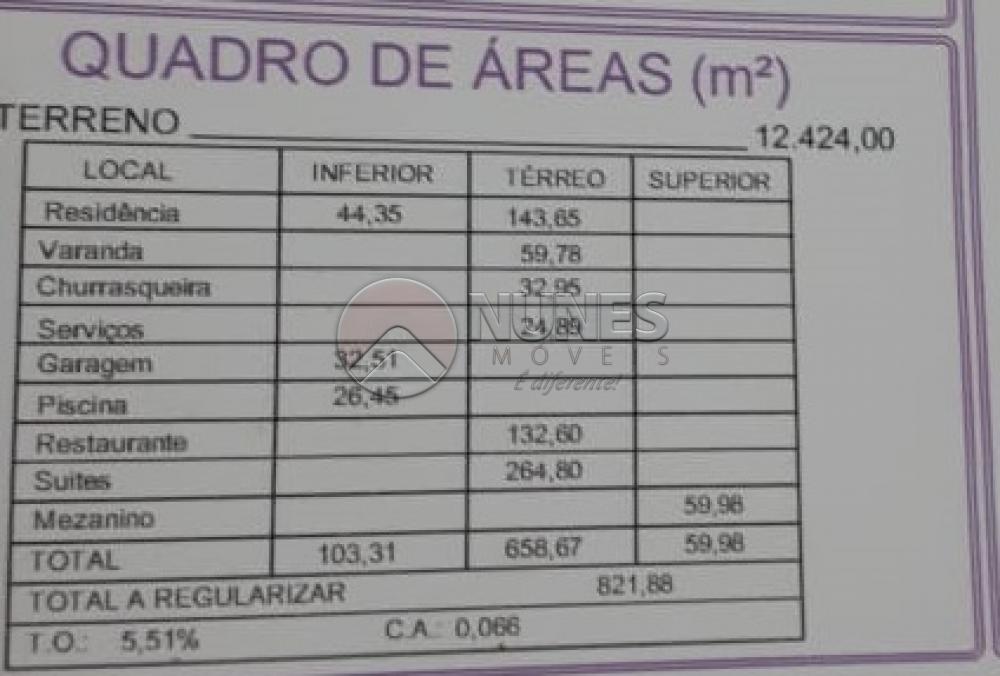 QUADRO DE ÁREAS (m²)
TERRENO 12.424,00
LOCAL INFERIOR TÉRREO SUPERIOR
Residência 44,35 143,65
Varanda 59,78
Churrasqueira 32,95
Serviços 24,89
Garagem 32,51
Piscina 26,45
Restaurante 132,60
Suites 264,80
Mezanino 59,98
TOTAL 103,31 658,67 59,98
TOTAL A REGULARIZAR 821,88
T.O.: 5,51% C.A.: 0,066
NUNES
MÓVEIS
É diferente!